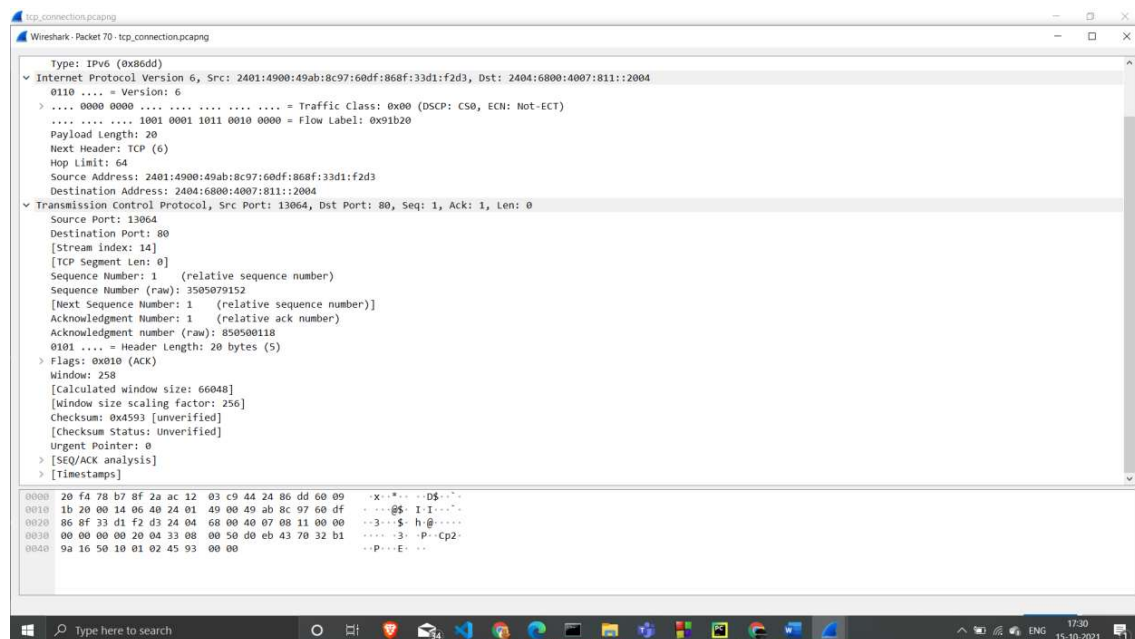 tcp_connection.pcapng
Wireshark · Packet 70 · tcp_connection.pcapng
Type: IPv6 (0x86dd)
Internet Protocol Version 6, Src: 2401:4900:49ab:8c97:60df:868f:33d1:f2d3, Dst: 2404:6800:4007:811::2004
0110 .... = Version: 6
.... 0000 0000 .... .... .... .... .... = Traffic Class: 0x00 (DSCP: CS0, ECN: Not-ECT)
.... .... .... 1001 0001 1011 0010 0000 = Flow Label: 0x91b20
Payload Length: 20
Next Header: TCP (6)
Hop Limit: 64
Source Address: 2401:4900:49ab:8c97:60df:868f:33d1:f2d3
Destination Address: 2404:6800:4007:811::2004
Transmission Control Protocol, Src Port: 13064, Dst Port: 80, Seq: 1, Ack: 1, Len: 0
Source Port: 13064
Destination Port: 80
[Stream index: 14]
[TCP Segment Len: 0]
Sequence Number: 1    (relative sequence number)
Sequence Number (raw): 3505079152
[Next Sequence Number: 1    (relative sequence number)]
Acknowledgment Number: 1    (relative ack number)
Acknowledgment number (raw): 850500118
0101 .... = Header Length: 20 bytes (5)
Flags: 0x010 (ACK)
Window: 258
[Calculated window size: 66048]
[Window size scaling factor: 256]
Checksum: 0x4593 [unverified]
[Checksum Status: Unverified]
Urgent Pointer: 0
[SEQ/ACK analysis]
[Timestamps]
0000 20 f4 78 b7 8f 2a ac 12 03 c9 44 24 86 dd 60 09 ·x··*·· ··D$··`·
0010 1b 20 00 14 06 40 24 01 49 00 49 ab 8c 97 60 df · ···@$· I·I···`·
0020 86 8f 33 d1 f2 d3 24 04 68 00 40 07 08 11 00 00 ··3···$· h·@·····
0030 00 00 00 00 20 04 33 08 00 50 d0 eb 43 70 32 b1 ···· ·3· ·P··Cp2·
0040 9a 16 50 10 01 02 45 93 00 00 ··P···E· ··
Type here to search
34
ENG
17:30
15-10-2021